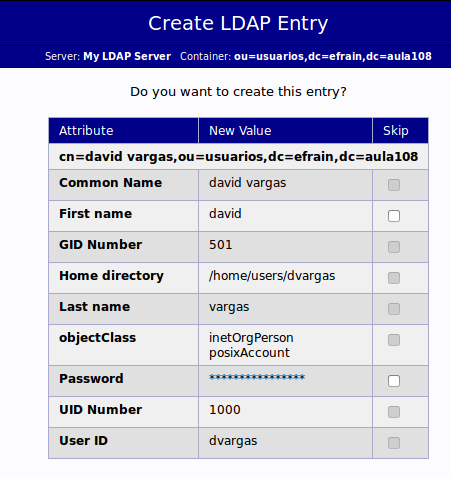 Create LDAP Entry
Server: My LDAP Server   Container: ou=usuarios,dc=efrain,dc=aula108
Do you want to create this entry?
Attribute New Value Skip
cn=david vargas,ou=usuarios,dc=efrain,dc=aula108
Common Name david vargas
First name david
GID Number 501
Home directory /home/users/dvargas
Last name vargas
objectClass inetOrgPerson
posixAccount
Password ****************
UID Number 1000
User ID dvargas